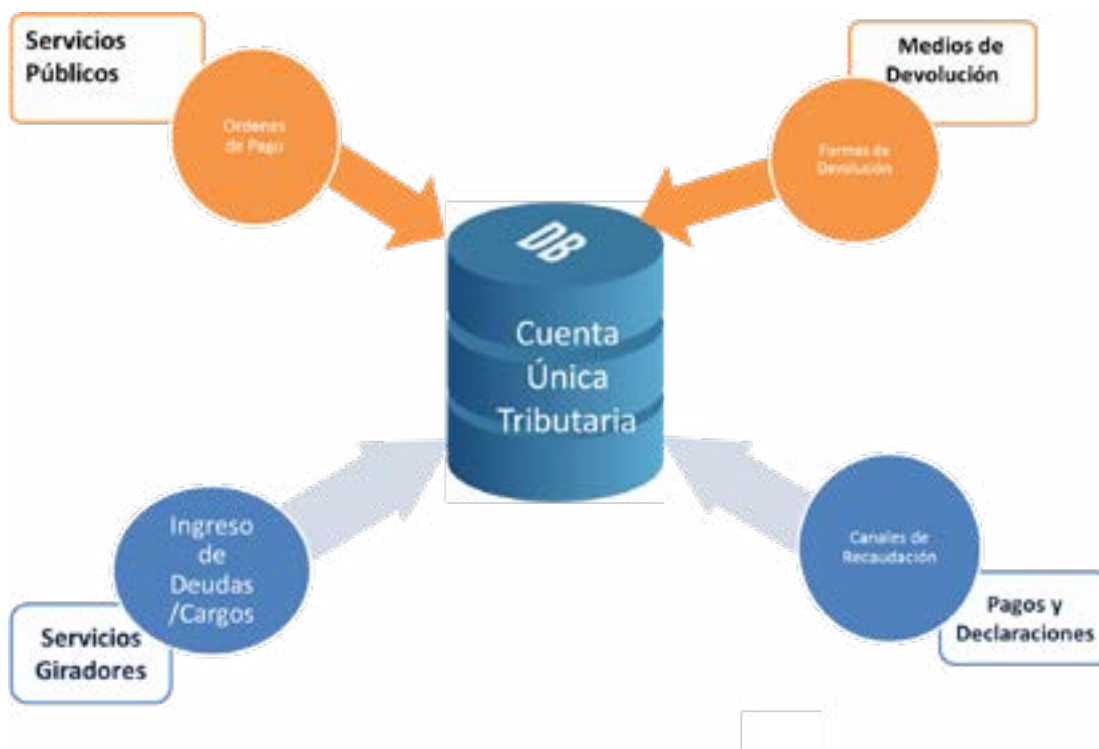 Servicios
Públicos
Ordenes
de Pago
Medios de
Devolución
Formas de
Devolución
DB
Cuenta
Única
Tributaria
Ingreso
de
Deudas
/Cargos
Servicios
Giradores
Canales de
Recaudación
Pagos y
Declaraciones